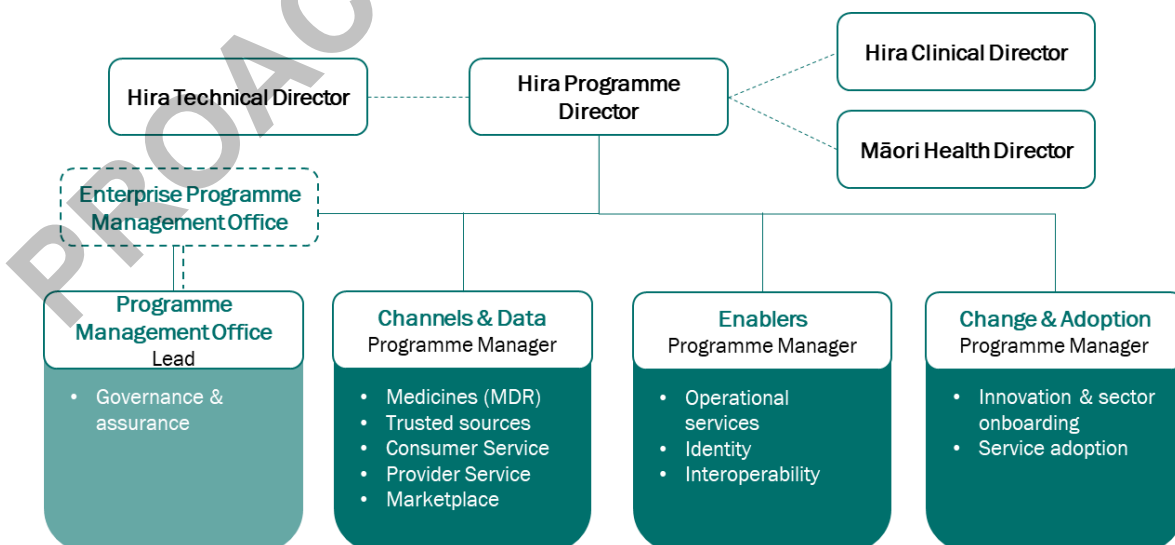 PROAC
Hira Clinical Director
Hira Technical Director
Hira Programme
Director
Māori Health Director
Enterprise Programme
Management Office
Programme
Management Office
Lead
• Governance &
assurance
Channels & Data
Programme Manager
• Medicines (MDR)
• Trusted sources
• Consumer Service
• Provider Service
• Marketplace
Enablers
Programme Manager
• Operational
services
• Identity
• Interoperability
Change & Adoption
Programme Manager
• Innovation & sector
onboarding
• Service adoption